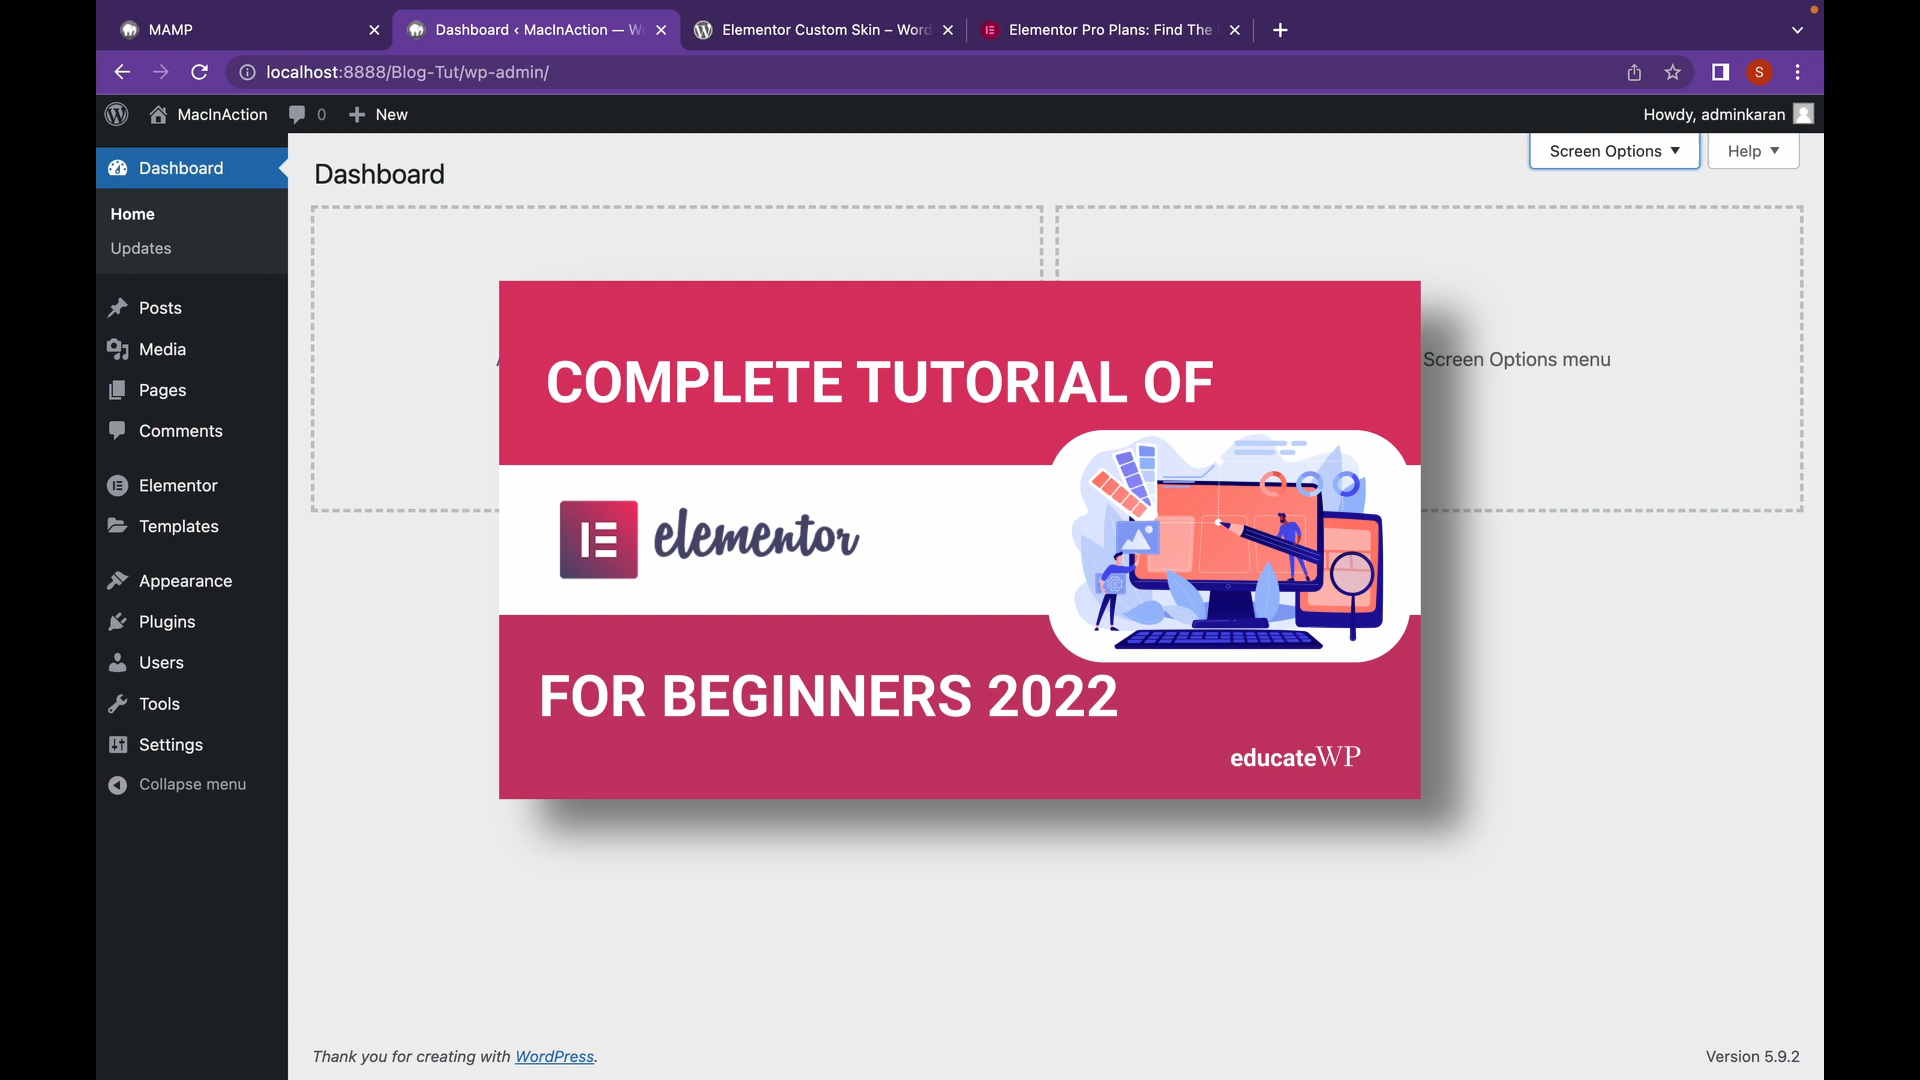 MAMP
Dashboard ‹ MacInAction — Wo
Elementor Custom Skin – Word
Elementor Pro Plans: Find The
localhost:8888/Blog-Tut/wp-admin/
S
MacInAction
0
New
Howdy, adminkaran
Screen Options
Help
Dashboard
Home
Updates
Posts
Media
Pages
Comments
Elementor
Templates
Appearance
Plugins
Users
Tools
Settings
Collapse menu
Dashboard
Screen Options menu
COMPLETE TUTORIAL OF
elementor
FOR BEGINNERS 2022
educateWP
Thank you for creating with WordPress.
Version 5.9.2